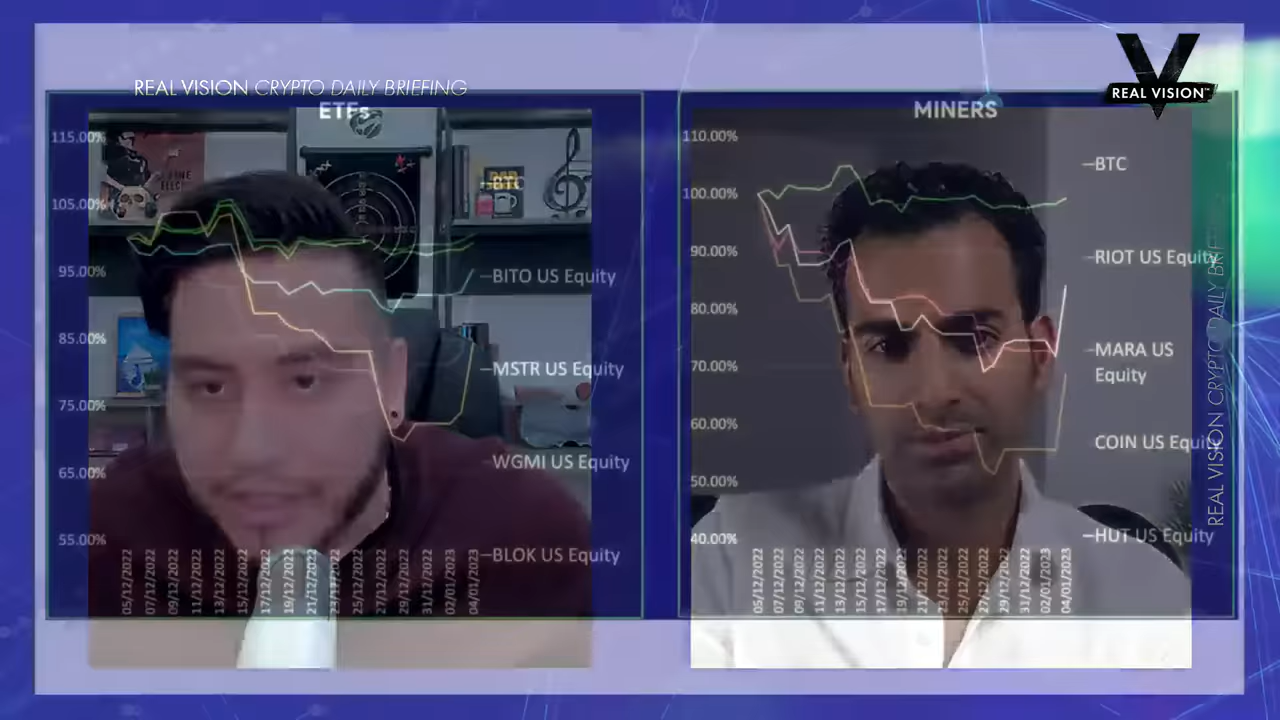 REAL VISION CRYPTO DAILY BRIEFING
REAL VISION
ETFs
115.00%
105.00%
95.00%
85.00%
75.00%
65.00%
55.00%
BTC
BITO US Equity
MSTR US Equity
WGMI US Equity
BLOK US Equity
05/12/2022
07/12/2022
09/12/2022
11/12/2022
13/12/2022
15/12/2022
17/12/2022
19/12/2022
21/12/2022
23/12/2022
25/12/2022
27/12/2022
29/12/2022
31/12/2022
02/01/2023
04/01/2023
MINERS
110.00%
100.00%
90.00%
80.00%
70.00%
60.00%
50.00%
40.00%
BTC
RIOT US Equity
MARA US
Equity
COIN US Equity
HUT US Equity
05/12/2022
07/12/2022
09/12/2022
11/12/2022
13/12/2022
15/12/2022
17/12/2022
19/12/2022
21/12/2022
23/12/2022
25/12/2022
27/12/2022
29/12/2022
31/12/2022
02/01/2023
04/01/2023
REAL VISION CRYPTO DAILY BRIEF